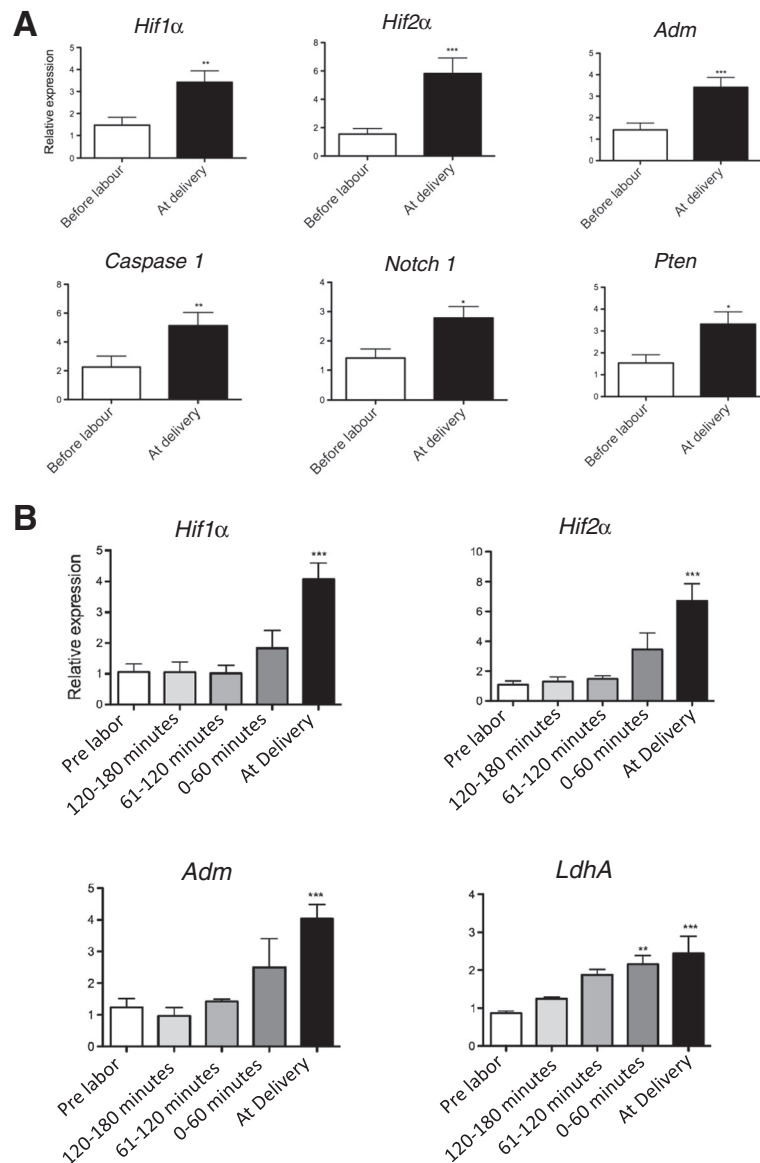 A
Hif1α
Hif2α
Adm
Relative expression
5
4
3
2
1
0
**
Before labour
At delivery
8
6
4
2
0
***
Before labour
At delivery
5
4
3
2
1
0
***
Before labour
At delivery
Caspase 1
Notch 1
Pten
8
6
4
2
0
**
Before labour
At delivery
4
3
2
1
0
*
Before labour
At delivery
5
4
3
2
1
0
*
Before labour
At delivery
B
Hif1α
Hif2α
Relative expression
5
4
3
2
1
0
***
Pre labor
120-180 minutes
61-120 minutes
0-60 minutes
At Delivery
10
8
6
4
2
0
***
Pre labor
120-180 minutes
61-120 minutes
0-60 minutes
At Delivery
Adm
LdhA
5
4
3
2
1
0
***
Pre labor
120-180 minutes
61-120 minutes
0-60 minutes
At Delivery
4
3
2
1
0
**
***
Pre labor
120-180 minutes
61-120 minutes
0-60 minutes
At Delivery